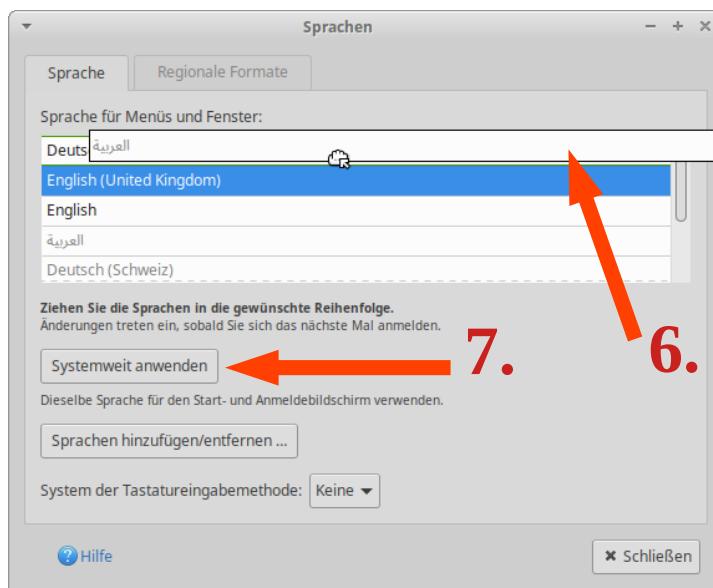 Sprachen
Sprache
Regionale Formate
Sprache für Menüs und Fenster:
Deuts
العربية
English (United Kingdom)
English
العربية
Deutsch (Schweiz)
Ziehen Sie die Sprachen in die gewünschte Reihenfolge.
Änderungen treten ein, sobald Sie sich das nächste Mal anmelden.
6.
7.
Systemweit anwenden
Dieselbe Sprache für den Start- und Anmeldebildschirm verwenden.
Sprachen hinzufügen/entfernen ...
System der Tastatureingabemethode: Keine
? Hilfe
Schließen